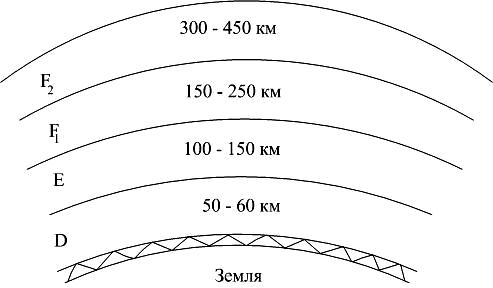 300 - 450 км
F2
150 - 250 км
F1
100 - 150 км
E
50 - 60 км
D
Земля